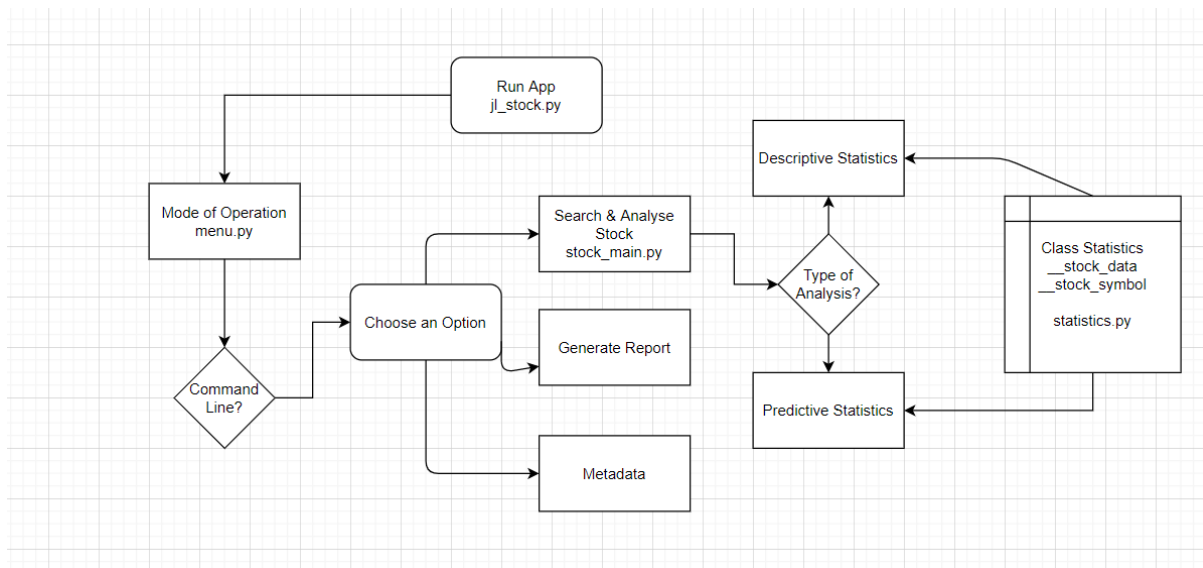 Run App
jl_stock.py
Mode of Operation
menu.py
Command
Line?
Choose an Option
Search & Analyse
Stock
stock_main.py
Generate Report
Metadata
Type of
Analysis?
Descriptive Statistics
Predictive Statistics
Class Statistics
__stock_data
__stock_symbol
statistics.py